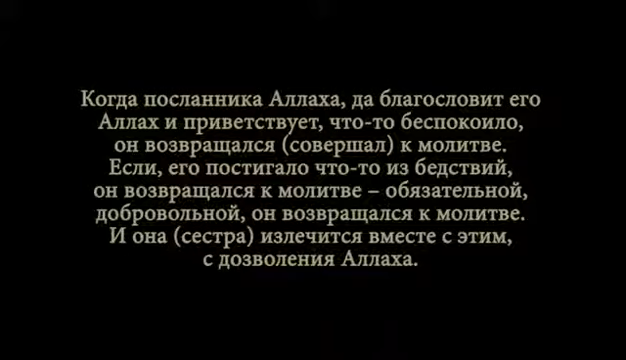 Когда посланника Аллаха, да благословит его
Аллах и приветствует, что-то беспокоило,
он возвращался (совершал) к молитве.
Если, его постигало что-то из бедствий,
он возвращался к молитве – обязательной,
добровольной, он возвращался к молитве.
И она (сестра) излечится вместе с этим,
с дозволения Аллаха.